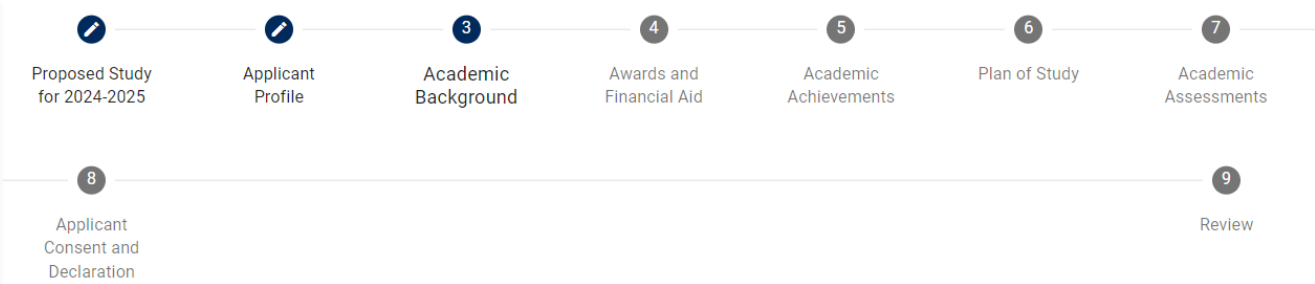 3
4
5
6
7
Proposed Study
for 2024-2025
Applicant
Profile
Academic
Background
Awards and
Financial Aid
Academic
Achievements
Plan of Study
Academic
Assessments
8
9
Applicant
Consent and
Declaration
Review